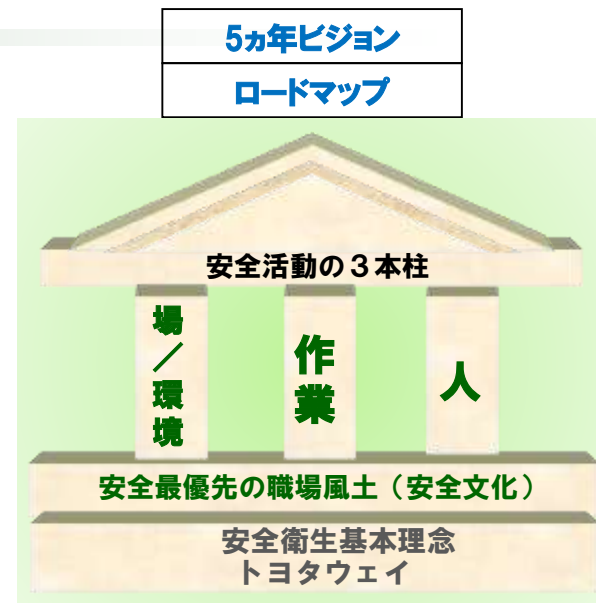 5ヵ年ビジョン
ロードマップ
安全活動の３本柱
場／環境
作業
人
安全最優先の職場風土（安全文化）
安全衛生基本理念
トヨタウェイ